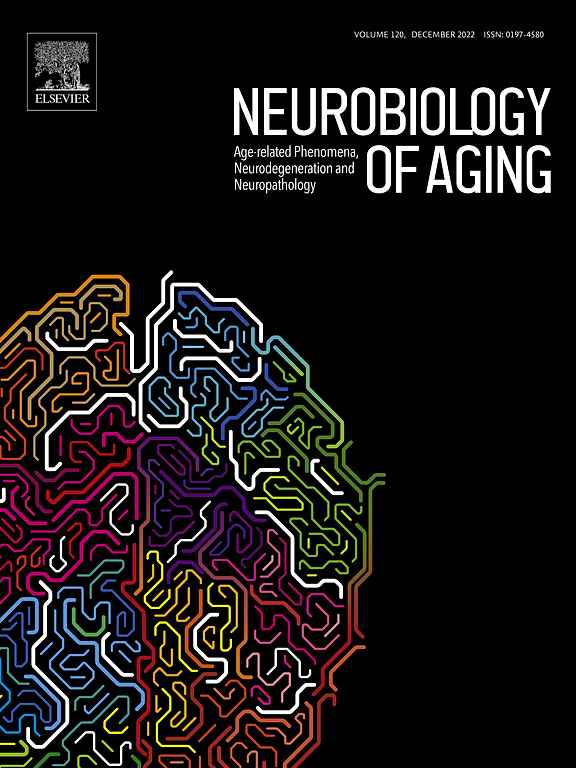 VOLUME 120, DECEMBER 2022 ISSN: 0197-4580
ELSEVIER
NEUROBIOLOGY
OF AGING
Age-related Phenomena,
Neurodegeneration and
Neuropathology